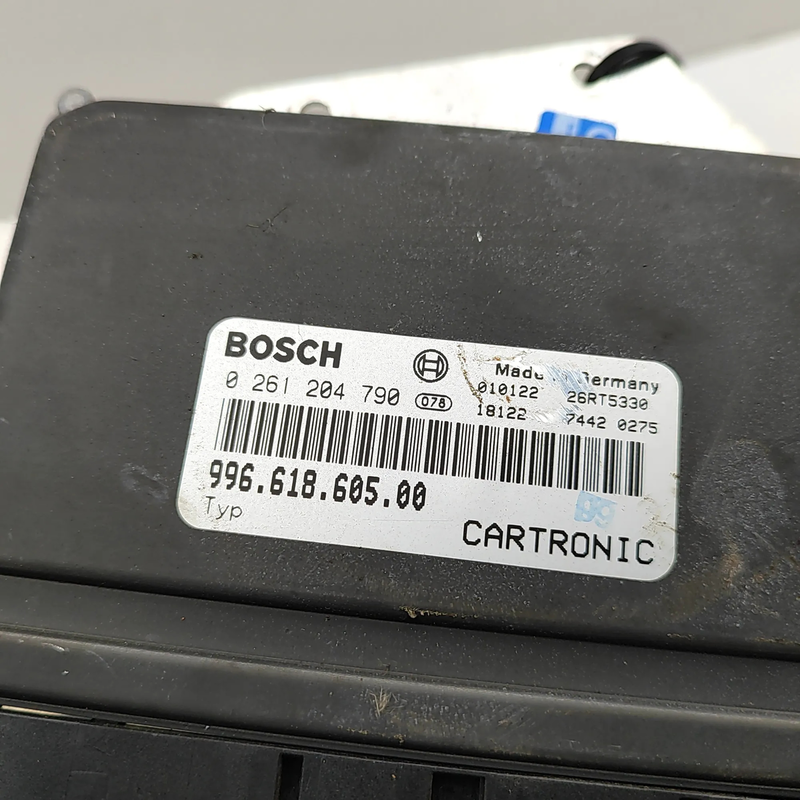 BOSCH
Made Germany
0 261 204 790 078 010122 26RT5330
18122 7442 0275
996.618.605.00
99
Typ
CARTRONIC